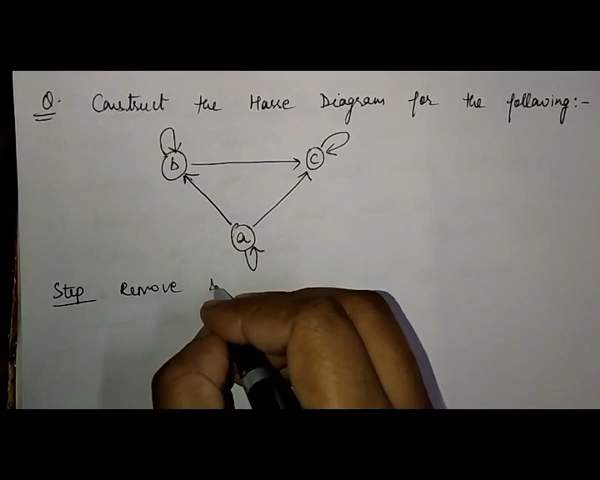 Q. Construct the Hasse Diagram for the following:-
b
c
a
Step Remove